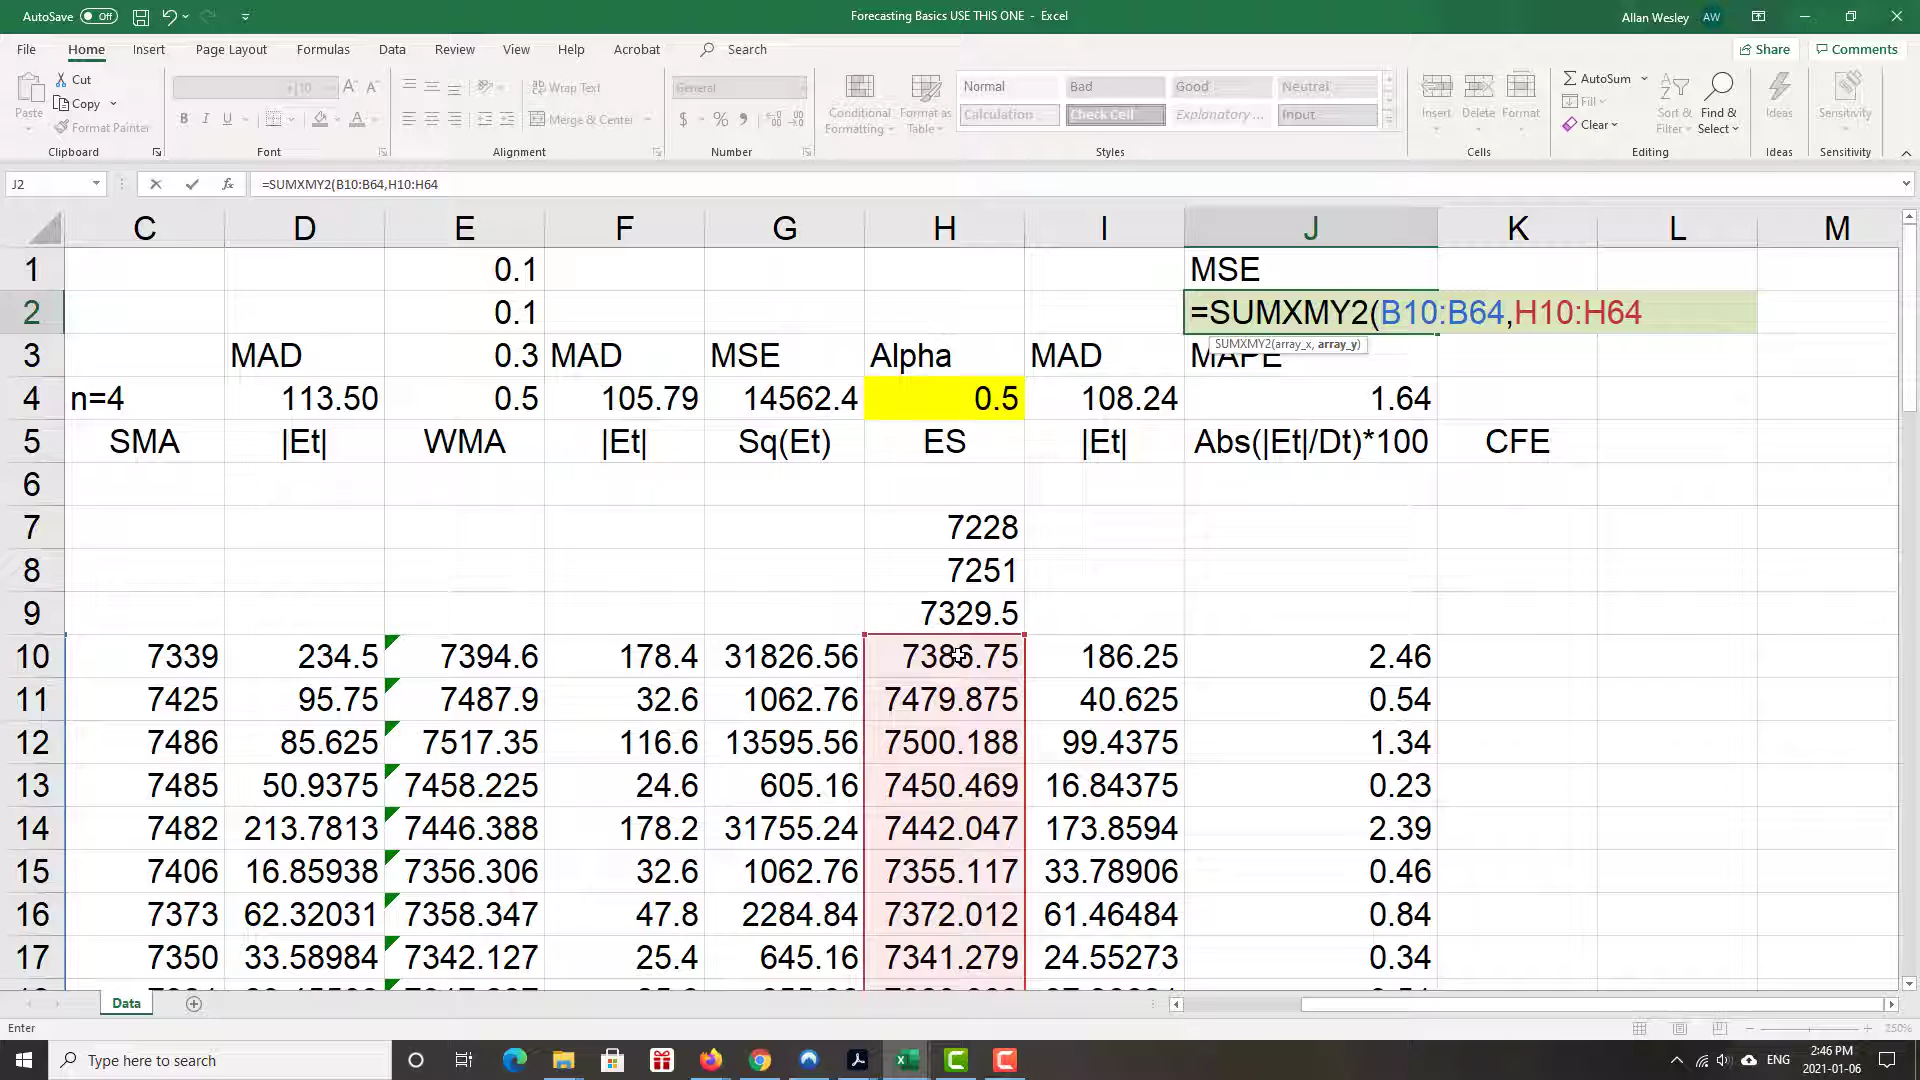 AutoSave Off
Forecasting Basics USE THIS ONE - Excel
Allan Wesley AW
File Home Insert Page Layout Formulas Data Review View Help Acrobat Search Share Comments
Paste Cut Copy Format Painter
10
Wrap Text
Merge & Center
General
$ % ,
Conditional Formatting
Format as Table
Normal Bad Good Neutral
Calculation Check Cell Explanatory ... Input
Insert Delete Format
AutoSum Fill Clear
Sort & Filter
Find & Select
Ideas Sensitivity
Clipboard Font Alignment Number Styles Cells Editing Ideas Sensitivity
J2 fx =SUMXMY2(B10:B64,H10:H64
C D E F G H I J K L M
1 0.1 MSE
2 0.1 =SUMXMY2(B10:B64,H10:H64
SUMXMY2(array_x, array_y)
3 MAD 0.3 MAD MSE Alpha MAD MAPE
4 n=4 113.50 0.5 105.79 14562.4 0.5 108.24 1.64
5 SMA |Et| WMA |Et| Sq(Et) ES |Et| Abs(|Et|/Dt)*100 CFE
6
7 7228
8 7251
9 7329.5
10 7339 234.5 7394.6 178.4 31826.56 7386.75 186.25 2.46
11 7425 95.75 7487.9 32.6 1062.76 7479.875 40.625 0.54
12 7486 85.625 7517.35 116.6 13595.56 7500.188 99.4375 1.34
13 7485 50.9375 7458.225 24.6 605.16 7450.469 16.84375 0.23
14 7482 213.7813 7446.388 178.2 31755.24 7442.047 173.8594 2.39
15 7406 16.85938 7356.306 32.6 1062.76 7355.117 33.78906 0.46
16 7373 62.32031 7358.347 47.8 2284.84 7372.012 61.46484 0.84
17 7350 33.58984 7342.127 25.4 645.16 7341.279 24.55273 0.34
Data
Enter
250%
Type here to search
ENG
2:46 PM
2021-01-06